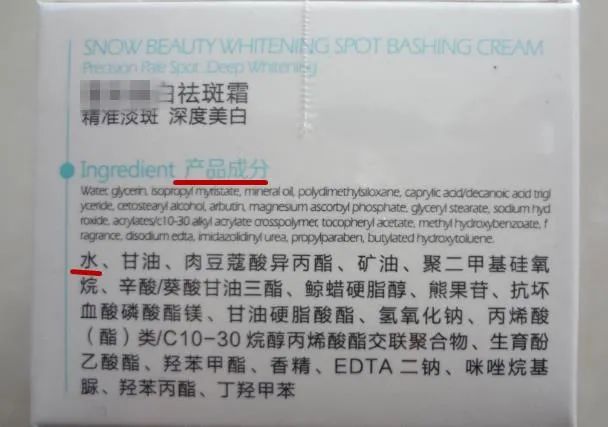 SNOW BEAUTY WHITENING SPOT BASHING CREAM
Precision Pale Spot Deep Whitening
白祛斑霜
精准淡斑 深度美白
Ingredient 产品成分
Water, glycerin, isopropyl myristate, mineral oil, polydimethylsiloxane, caprylic acid/decanoic acid trigl
yceride, cetostearyl alcohol, arbutin, magnesium ascorbyl phosphate, glyceryl stearate, sodium hyd
roxide, acrylates/c10-30 alkyl acrylate crosspolymer, tocopheryl acetate, methyl hydroxybenzoate, f
ragrance, disodium edta, imidazolidinyl urea, propylparaben, butylated hydroxytoluene.
水、甘油、肉豆蔻酸异丙酯、矿油、聚二甲基硅氧
烷、辛酸/葵酸甘油三酯、鲸蜡硬脂醇、熊果苷、抗坏
血酸磷酸酯镁、甘油硬脂酸酯、氢氧化钠、丙烯酸
（酯）类/C10-30 烷醇丙烯酸酯交联聚合物、生育酚
乙酸酯、羟苯甲酯、香精、EDTA 二钠、咪唑烷基
脲、羟苯丙酯、丁羟甲苯